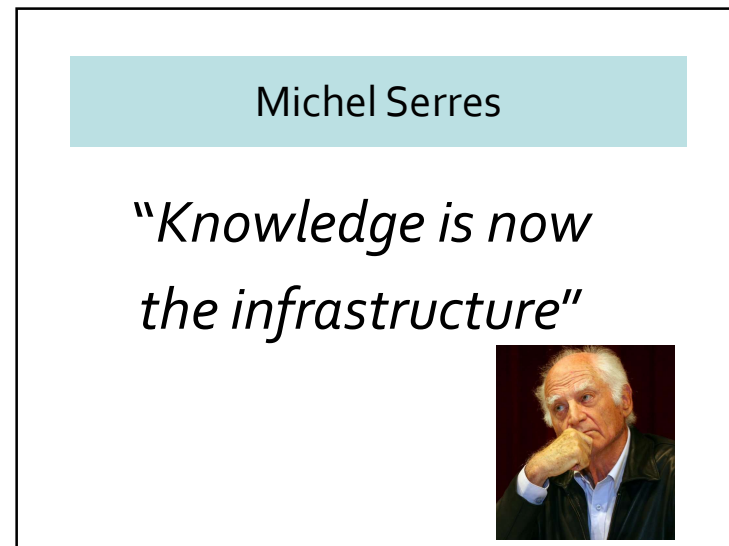 Michel Serres
“Knowledge is now
the infrastructure”